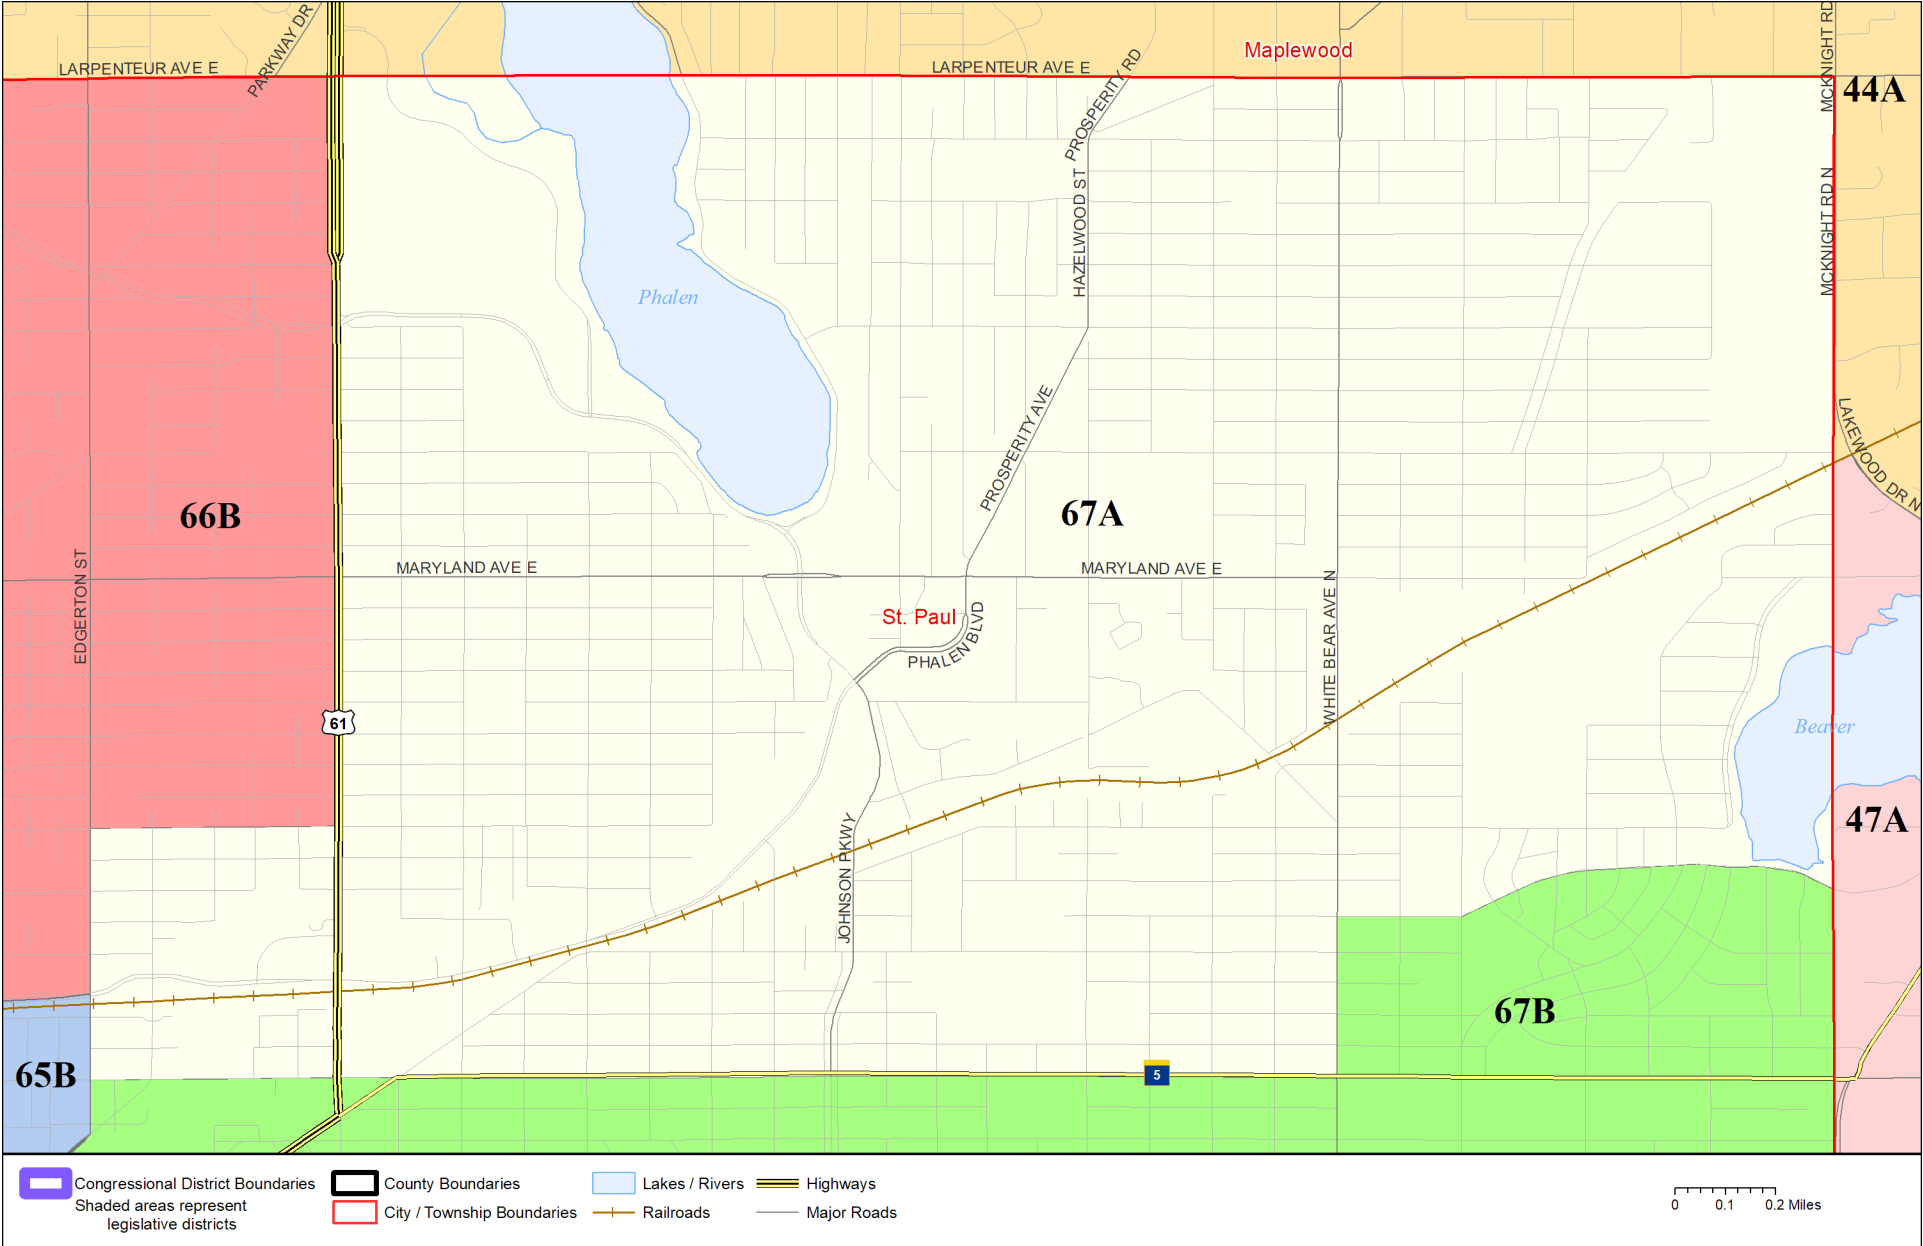 PARKWAY DR
Maplewood
MCKNIGHT RD
LARPENTEUR AVE E
LARPENTEUR AVE E
PROSPERITY RD
44A
HAZELWOOD ST
MCKNIGHT RD N
Phalen
PROSPERITY AVE
LAKEWOOD DR N
66B
67A
EDGERTON ST
MARYLAND AVE E
MARYLAND AVE E
St. Paul
PHALEN BLVD
WHITE BEAR AVE N
61
Beaver
47A
JOHNSON PKWY
67B
65B
5
Congressional District Boundaries
Shaded areas represent
legislative districts
County Boundaries
City / Township Boundaries
Lakes / Rivers
Railroads
Highways
Major Roads
0 0.1 0.2 Miles